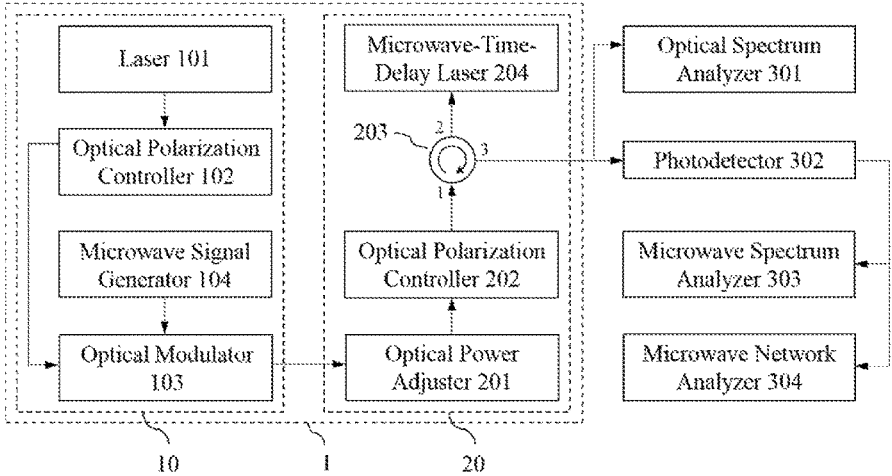 Laser 101
Optical Polarization
Controller 102
Microwave Signal
Generator 104
Optical Modulator
103
10
1
Microwave-Time-
Delay Laser 204
203
2
3
1
Optical Polarization
Controller 202
Optical Power
Adjuster 201
20
Optical Spectrum
Analyzer 301
Photodetector 302
Microwave Spectrum
Analyzer 303
Microwave Network
Analyzer 304